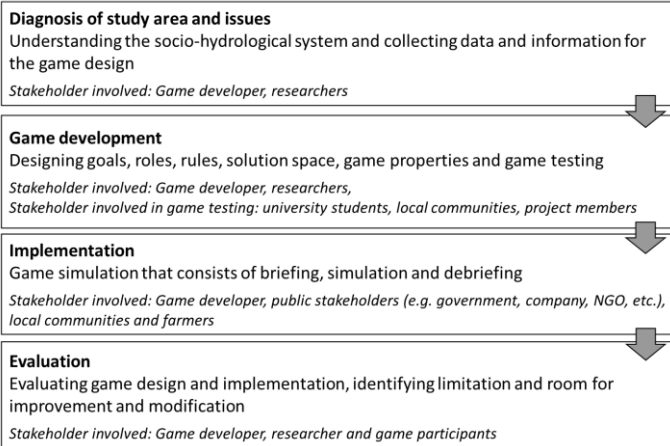 Diagnosis of study area and issues
Understanding the socio-hydrological system and collecting data and information for
the game design
Stakeholder involved: Game developer, researchers
Game development
Designing goals, roles, rules, solution space, game properties and game testing
Stakeholder involved: Game developer, researchers,
Stakeholder involved in game testing: university students, local communities, project members
Implementation
Game simulation that consists of briefing, simulation and debriefing
Stakeholder involved: Game developer, public stakeholders (e.g. government, company, NGO, etc.),
local communities and farmers
Evaluation
Evaluating game design and implementation, identifying limitation and room for
improvement and modification
Stakeholder involved: Game developer, researcher and game participants